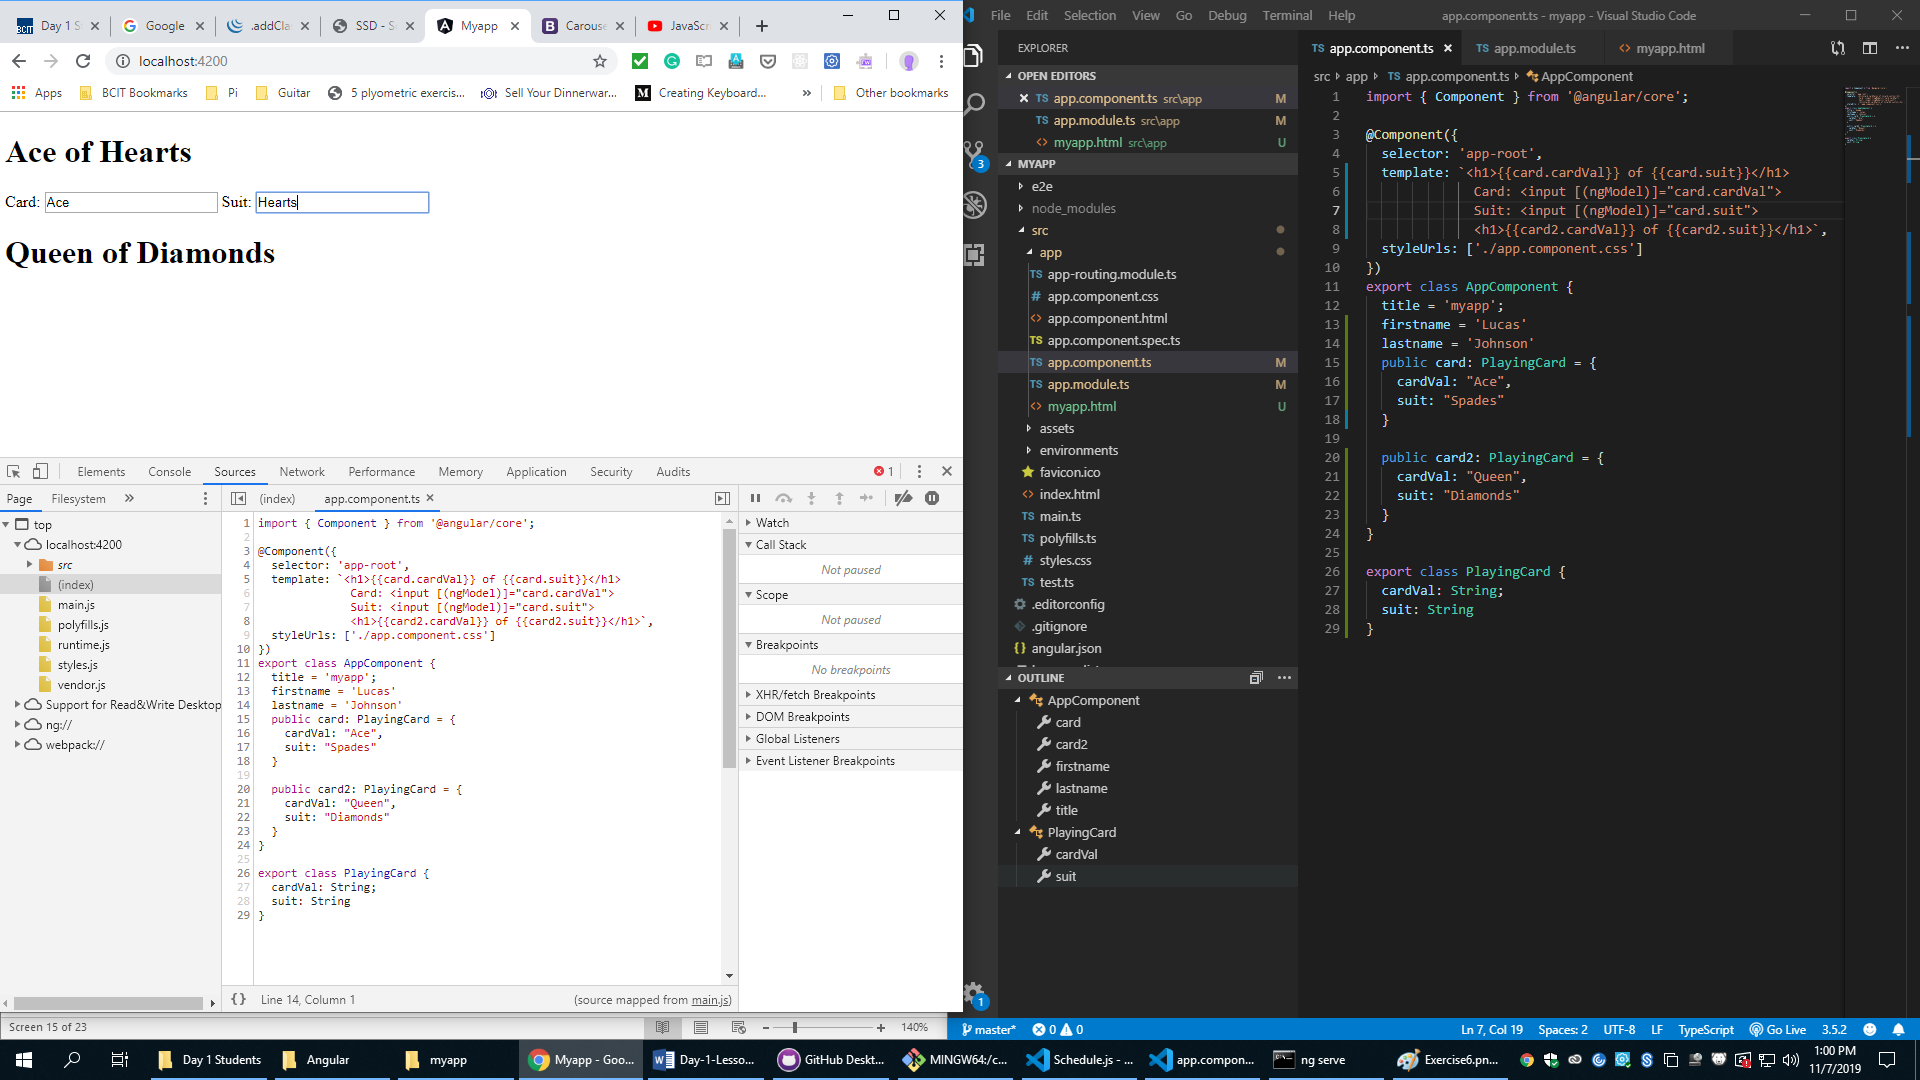 Day 1 S
Google
.addCla
SSD - S
Myapp
Carouse
JavaScri
localhost:4200
Apps
BCIT Bookmarks
Pi
Guitar
5 plyometric exercis...
Sell Your Dinnerwar...
Creating Keyboard...
»
Other bookmarks
Ace of Hearts
Card: Ace Suit: Hearts
Queen of Diamonds
Elements Console Sources Network Performance Memory Application Security Audits 1
Page Filesystem »
top
localhost:4200
src
(index)
main.js
polyfills.js
runtime.js
styles.js
vendor.js
Support for Read&Write Desktop
ng://
webpack://
(index) app.component.ts
1 import { Component } from '@angular/core';
2
3 @Component({
4 selector: 'app-root',
5 template: `<h1>{{card.cardVal}} of {{card.suit}}</h1>
6 Card: <input [(ngModel)]="card.cardVal">
7 Suit: <input [(ngModel)]="card.suit">
8 <h1>{{card2.cardVal}} of {{card2.suit}}</h1>`,
9 styleUrls: ['./app.component.css']
10 })
11 export class AppComponent {
12 title = 'myapp';
13 firstname = 'Lucas'
14 lastname = 'Johnson'
15 public card: PlayingCard = {
16 cardVal: "Ace",
17 suit: "Spades"
18 }
19
20 public card2: PlayingCard = {
21 cardVal: "Queen",
22 suit: "Diamonds"
23 }
24 }
25
26 export class PlayingCard {
27 cardVal: String;
28 suit: String
29 }
{} Line 14, Column 1 (source mapped from main.js)
Watch
Call Stack
Not paused
Scope
Not paused
Breakpoints
No breakpoints
XHR/fetch Breakpoints
DOM Breakpoints
Global Listeners
Event Listener Breakpoints
Screen 15 of 23
140%
File Edit Selection View Go Debug Terminal Help
app.component.ts - myapp - Visual Studio Code
3
1
EXPLORER
OPEN EDITORS
TS app.component.ts src\app M
TS app.module.ts src\app M
<> myapp.html src\app U
MYAPP
e2e
node_modules
src
app
TS app-routing.module.ts
# app.component.css
<> app.component.html
TS app.component.spec.ts
TS app.component.ts M
TS app.module.ts M
<> myapp.html U
assets
environments
favicon.ico
<> index.html
TS main.ts
TS polyfills.ts
# styles.css
TS test.ts
.editorconfig
.gitignore
{} angular.json
OUTLINE
AppComponent
card
card2
firstname
lastname
title
PlayingCard
cardVal
suit
TS app.component.ts
TS app.module.ts
<> myapp.html
src app TS app.component.ts AppComponent
1 import { Component } from '@angular/core';
2
3 @Component({
4 selector: 'app-root',
5 template: `<h1>{{card.cardVal}} of {{card.suit}}</h1>
6 Card: <input [(ngModel)]="card.cardVal">
7 Suit: <input [(ngModel)]="card.suit">
8 <h1>{{card2.cardVal}} of {{card2.suit}}</h1>`,
9 styleUrls: ['./app.component.css']
10 })
11 export class AppComponent {
12 title = 'myapp';
13 firstname = 'Lucas'
14 lastname = 'Johnson'
15 public card: PlayingCard = {
16 cardVal: "Ace",
17 suit: "Spades"
18 }
19
20 public card2: PlayingCard = {
21 cardVal: "Queen",
22 suit: "Diamonds"
23 }
24 }
25
26 export class PlayingCard {
27 cardVal: String;
28 suit: String
29 }
master* 0 0 Ln 7, Col 19 Spaces: 2 UTF-8 LF TypeScript Go Live 3.5.2
Day 1 Students
Angular
myapp
Myapp - Goo...
Day-1-Lesso...
GitHub Deskt...
MINGW64:/c...
Schedule.js - ...
app.compon...
ng serve
Exercise6.pn...
1:00 PM
11/7/2019